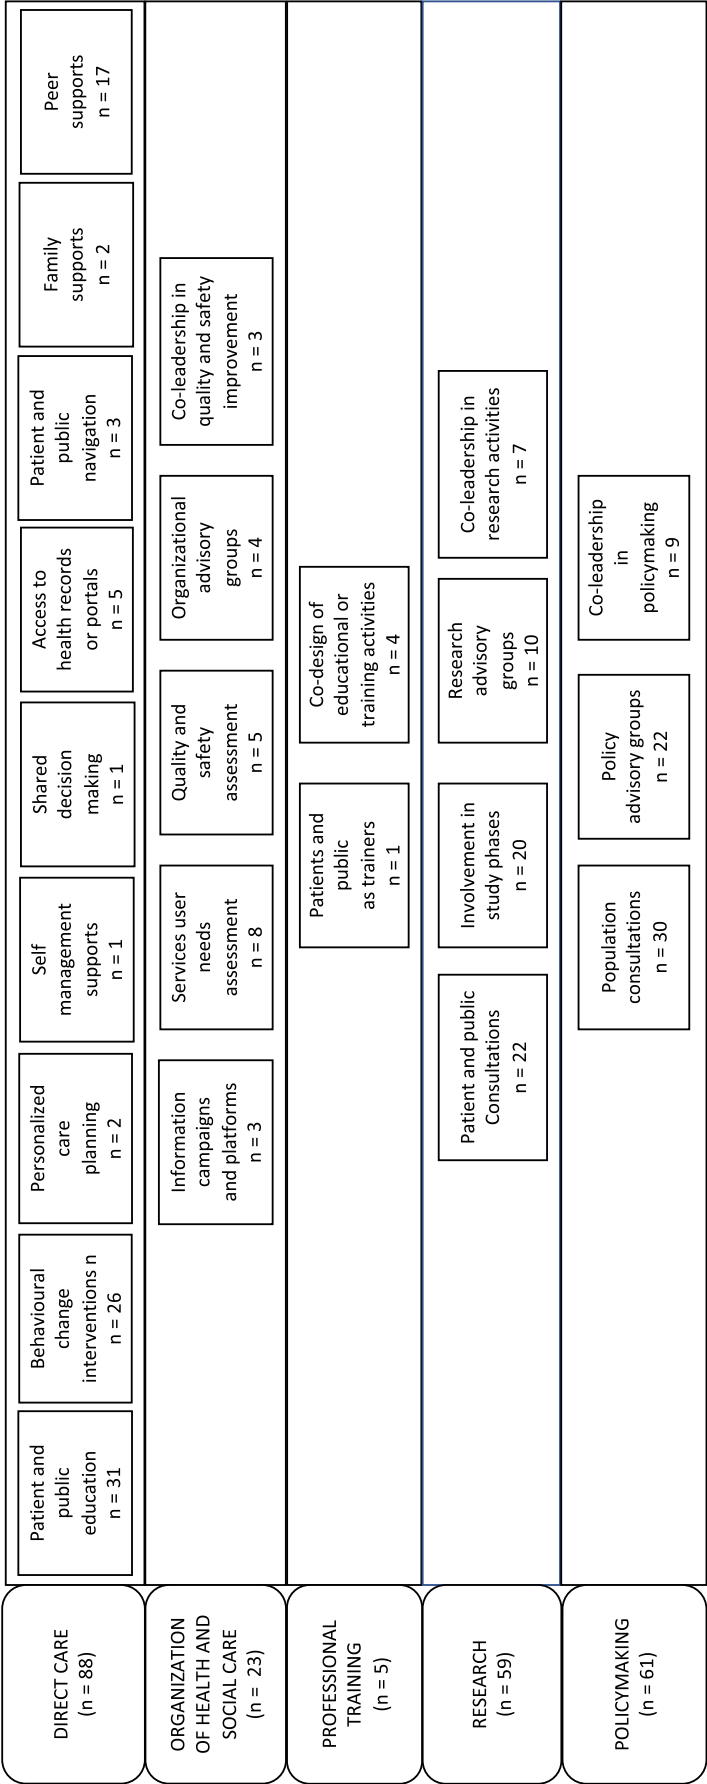 DIRECT CARE
(n = 88)
Patient and
public
education
n = 31
Behavioural
change
interventions n
n = 26
Personalized
care
planning
n = 2
Self
management
supports
n = 1
Shared
decision
making
n = 1
Access to
health records
or portals
n = 5
Patient and
public
navigation
n = 3
Family
supports
n = 2
Peer
supports
n = 17
ORGANIZATION
OF HEALTH AND
SOCIAL CARE
(n = 23)
Information
campaigns
and platforms
n = 3
Services user
needs
assessment
n = 8
Quality and
safety
assessment
n = 5
Organizational
advisory
groups
n = 4
Co-leadership in
quality and safety
improvement
n = 3
PROFESSIONAL
TRAINING
(n = 5)
Patients and
public
as trainers
n = 1
Co-design of
educational or
training activities
n = 4
RESEARCH
(n = 59)
Patient and public
Consultations
n = 22
Involvement in
study phases
n = 20
Research
advisory
groups
n = 10
Co-leadership in
research activities
n = 7
POLICYMAKING
(n = 61)
Population
consultations
n = 30
Policy
advisory groups
n = 22
Co-leadership
in
policymaking
n = 9